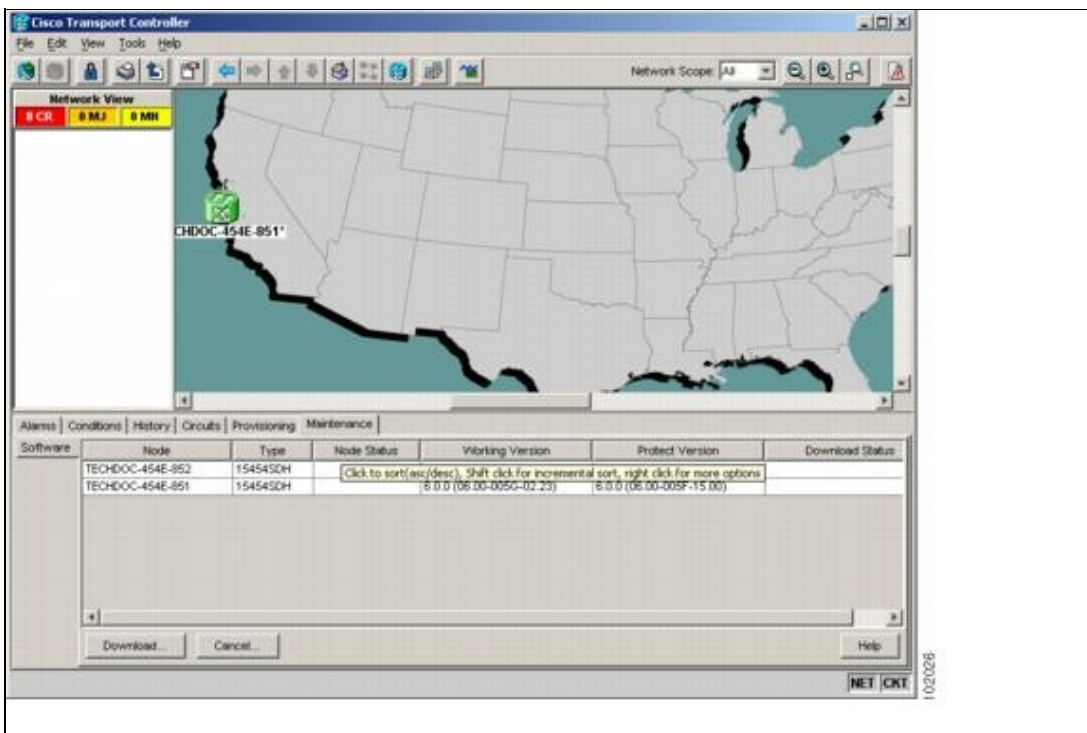 Cisco Transport Controller
File Edit View Tools Help
Network Scope: All
Network View
0 CR 0 MJ 0 MN
CHDOC-454E-851*
Alarms Conditions History Circuits Provisioning Maintenance
Software
Node Type Node Status Working Version Protect Version Download Status
TECHDOC-454E-852 15454SDH
Click to sort(asc/desc), Shift click for incremental sort, right click for more options
TECHDOC-454E-851 15454SDH 6.0.0 (06.00-005G-02.23) 6.0.0 (06.00-005F-15.00)
Download... Cancel... Help
NET CKT
102026